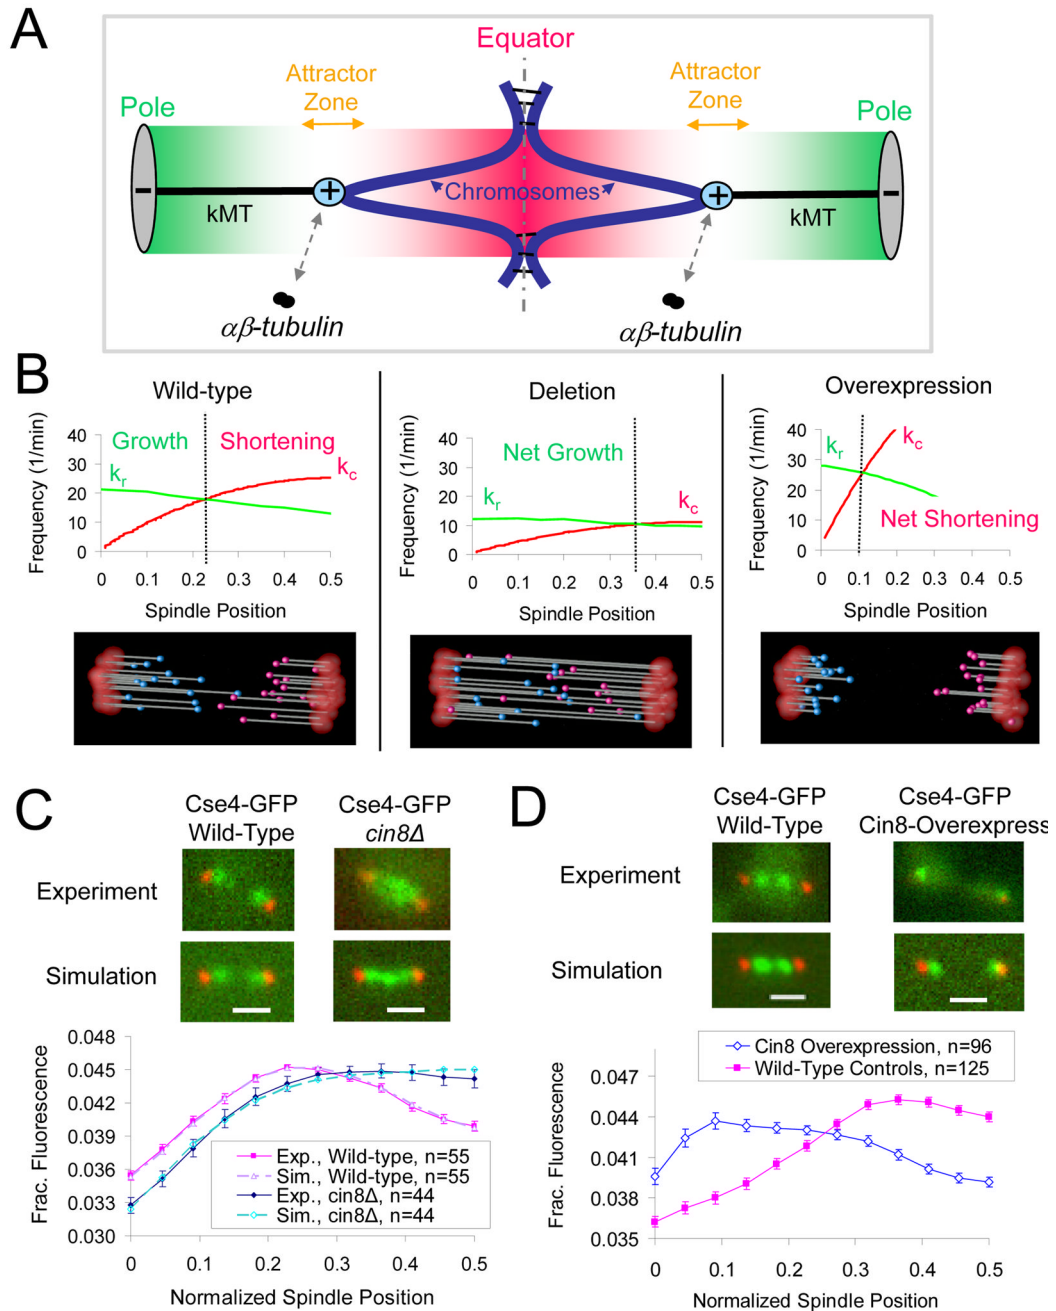 A
Equator
Attractor
Zone
Attractor
Zone
Pole
Pole
-
+
Chromosomes
+
-
kMT
kMT
αβ-tubulin
αβ-tubulin
B
Wild-type
Deletion
Overexpression
Frequency (1/min)
40
30
20
10
0
Growth
Shortening
kr
kc
0 0.1 0.2 0.3 0.4 0.5
Spindle Position
Frequency (1/min)
40
30
20
10
0
Net Growth
kr
kc
0 0.1 0.2 0.3 0.4 0.5
Spindle Position
Frequency (1/min)
40
30
20
10
0
kr
kc
Net Shortening
0 0.1 0.2 0.3 0.4 0.5
Spindle Position
C
Cse4-GFP
Wild-Type
Cse4-GFP
cin8Δ
Experiment
Simulation
Frac. Fluorescence
0.048
0.045
0.042
0.039
0.036
0.033
0.030
Exp., Wild-type, n=55
Sim., Wild-type, n=55
Exp., cin8Δ, n=44
Sim., cin8Δ, n=44
0 0.1 0.2 0.3 0.4 0.5
Normalized Spindle Position
D
Cse4-GFP
Wild-Type
Cse4-GFP
Cin8-Overexpress
Experiment
Simulation
Cin8 Overexpression, n=96
Wild-Type Controls, n=125
Frac. Fluorescence
0.047
0.044
0.041
0.038
0.035
0 0.1 0.2 0.3 0.4 0.5
Normalized Spindle Position